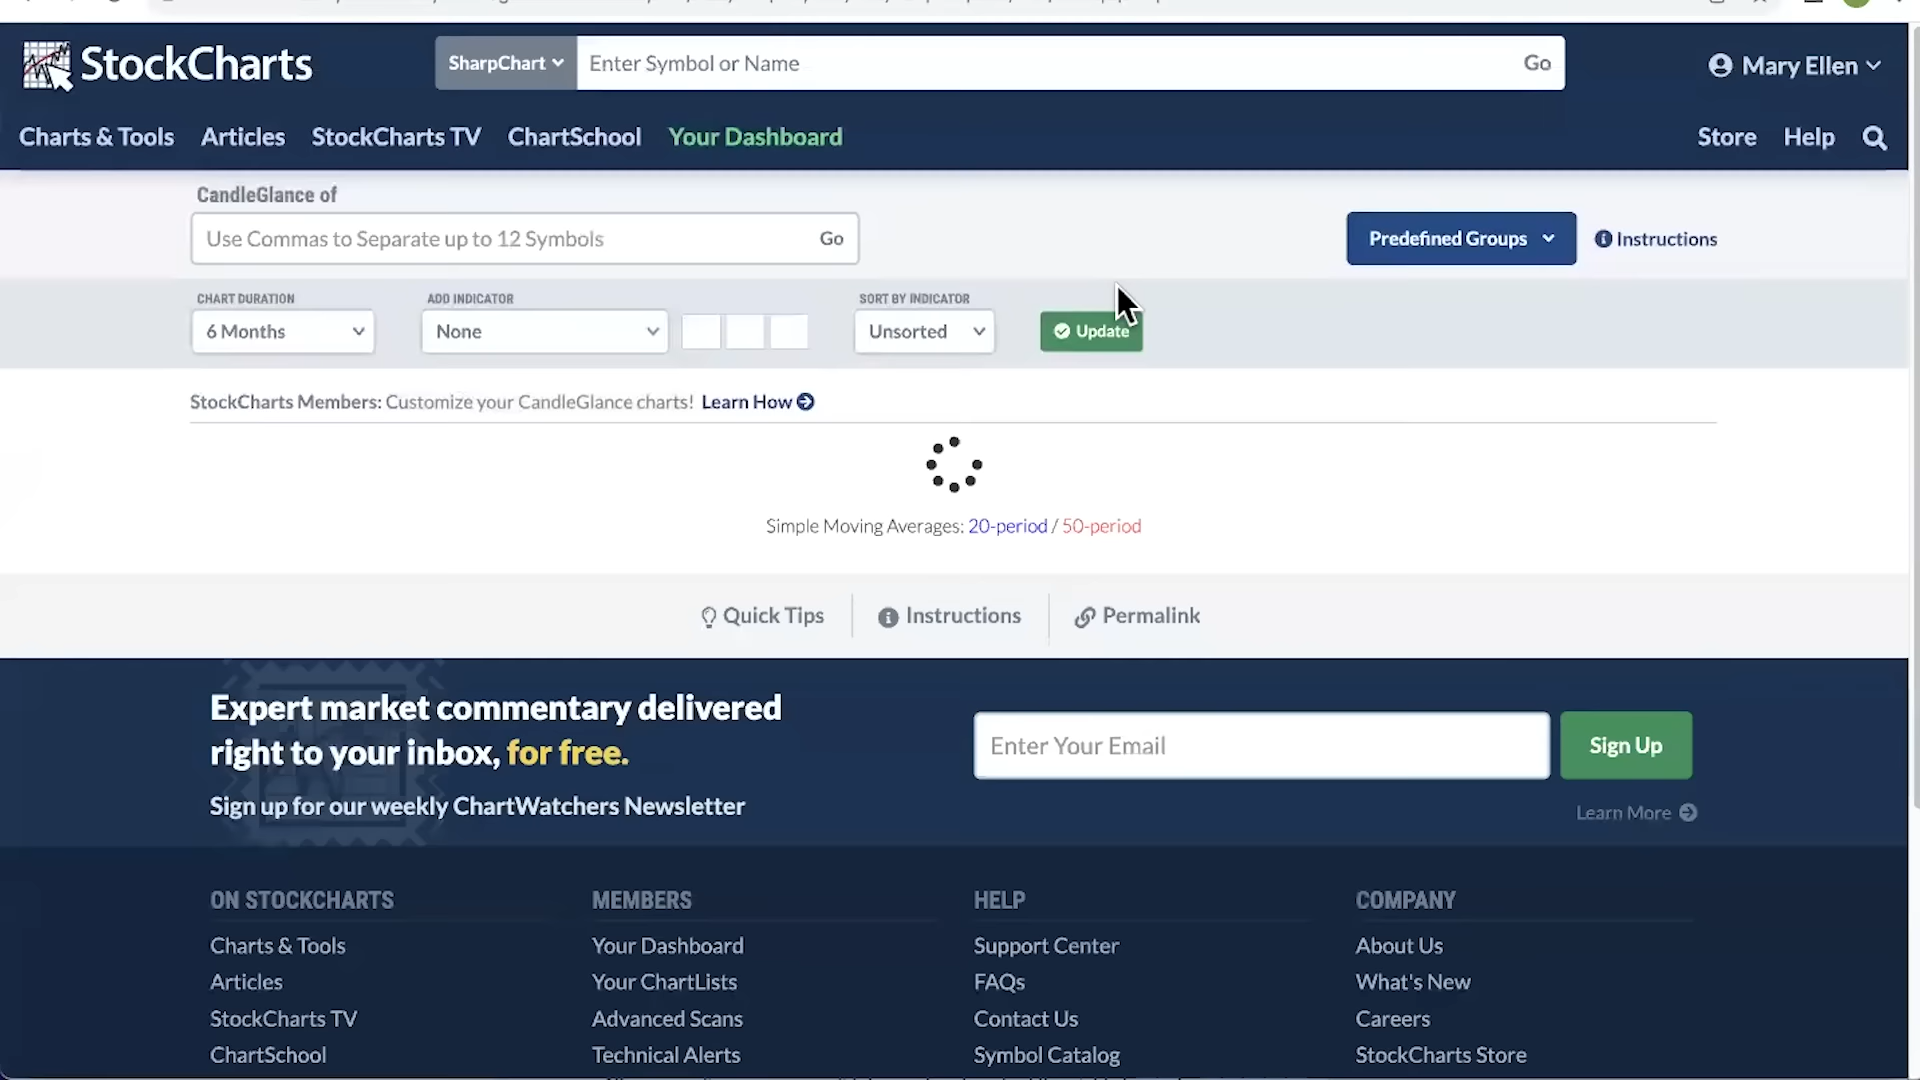 StockCharts
SharpChart
Enter Symbol or Name
Go
Mary Ellen
Charts & Tools
Articles
StockCharts TV
ChartSchool
Your Dashboard
Store
Help
CandleGlance of
Use Commas to Separate up to 12 Symbols
Go
Predefined Groups
Instructions
CHART DURATION
ADD INDICATOR
SORT BY INDICATOR
6 Months
None
Unsorted
Update
StockCharts Members: Customize your CandleGlance charts! Learn How
Simple Moving Averages: 20-period / 50-period
Quick Tips
Instructions
Permalink
Expert market commentary delivered
right to your inbox, for free.
Sign up for our weekly ChartWatchers Newsletter
Enter Your Email
Sign Up
Learn More
ON STOCKCHARTS
Charts & Tools
Articles
StockCharts TV
ChartSchool
MEMBERS
Your Dashboard
Your ChartLists
Advanced Scans
Technical Alerts
HELP
Support Center
FAQs
Contact Us
Symbol Catalog
COMPANY
About Us
What's New
Careers
StockCharts Store